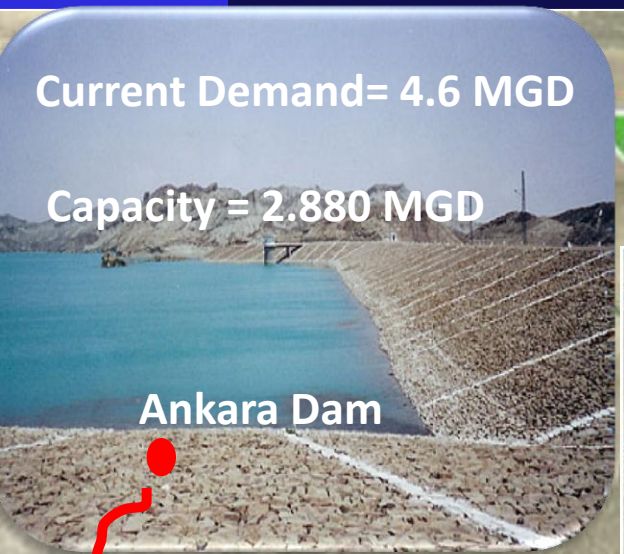 Current Demand= 4.6 MGD
Capacity = 2.880 MGD
Ankara Dam